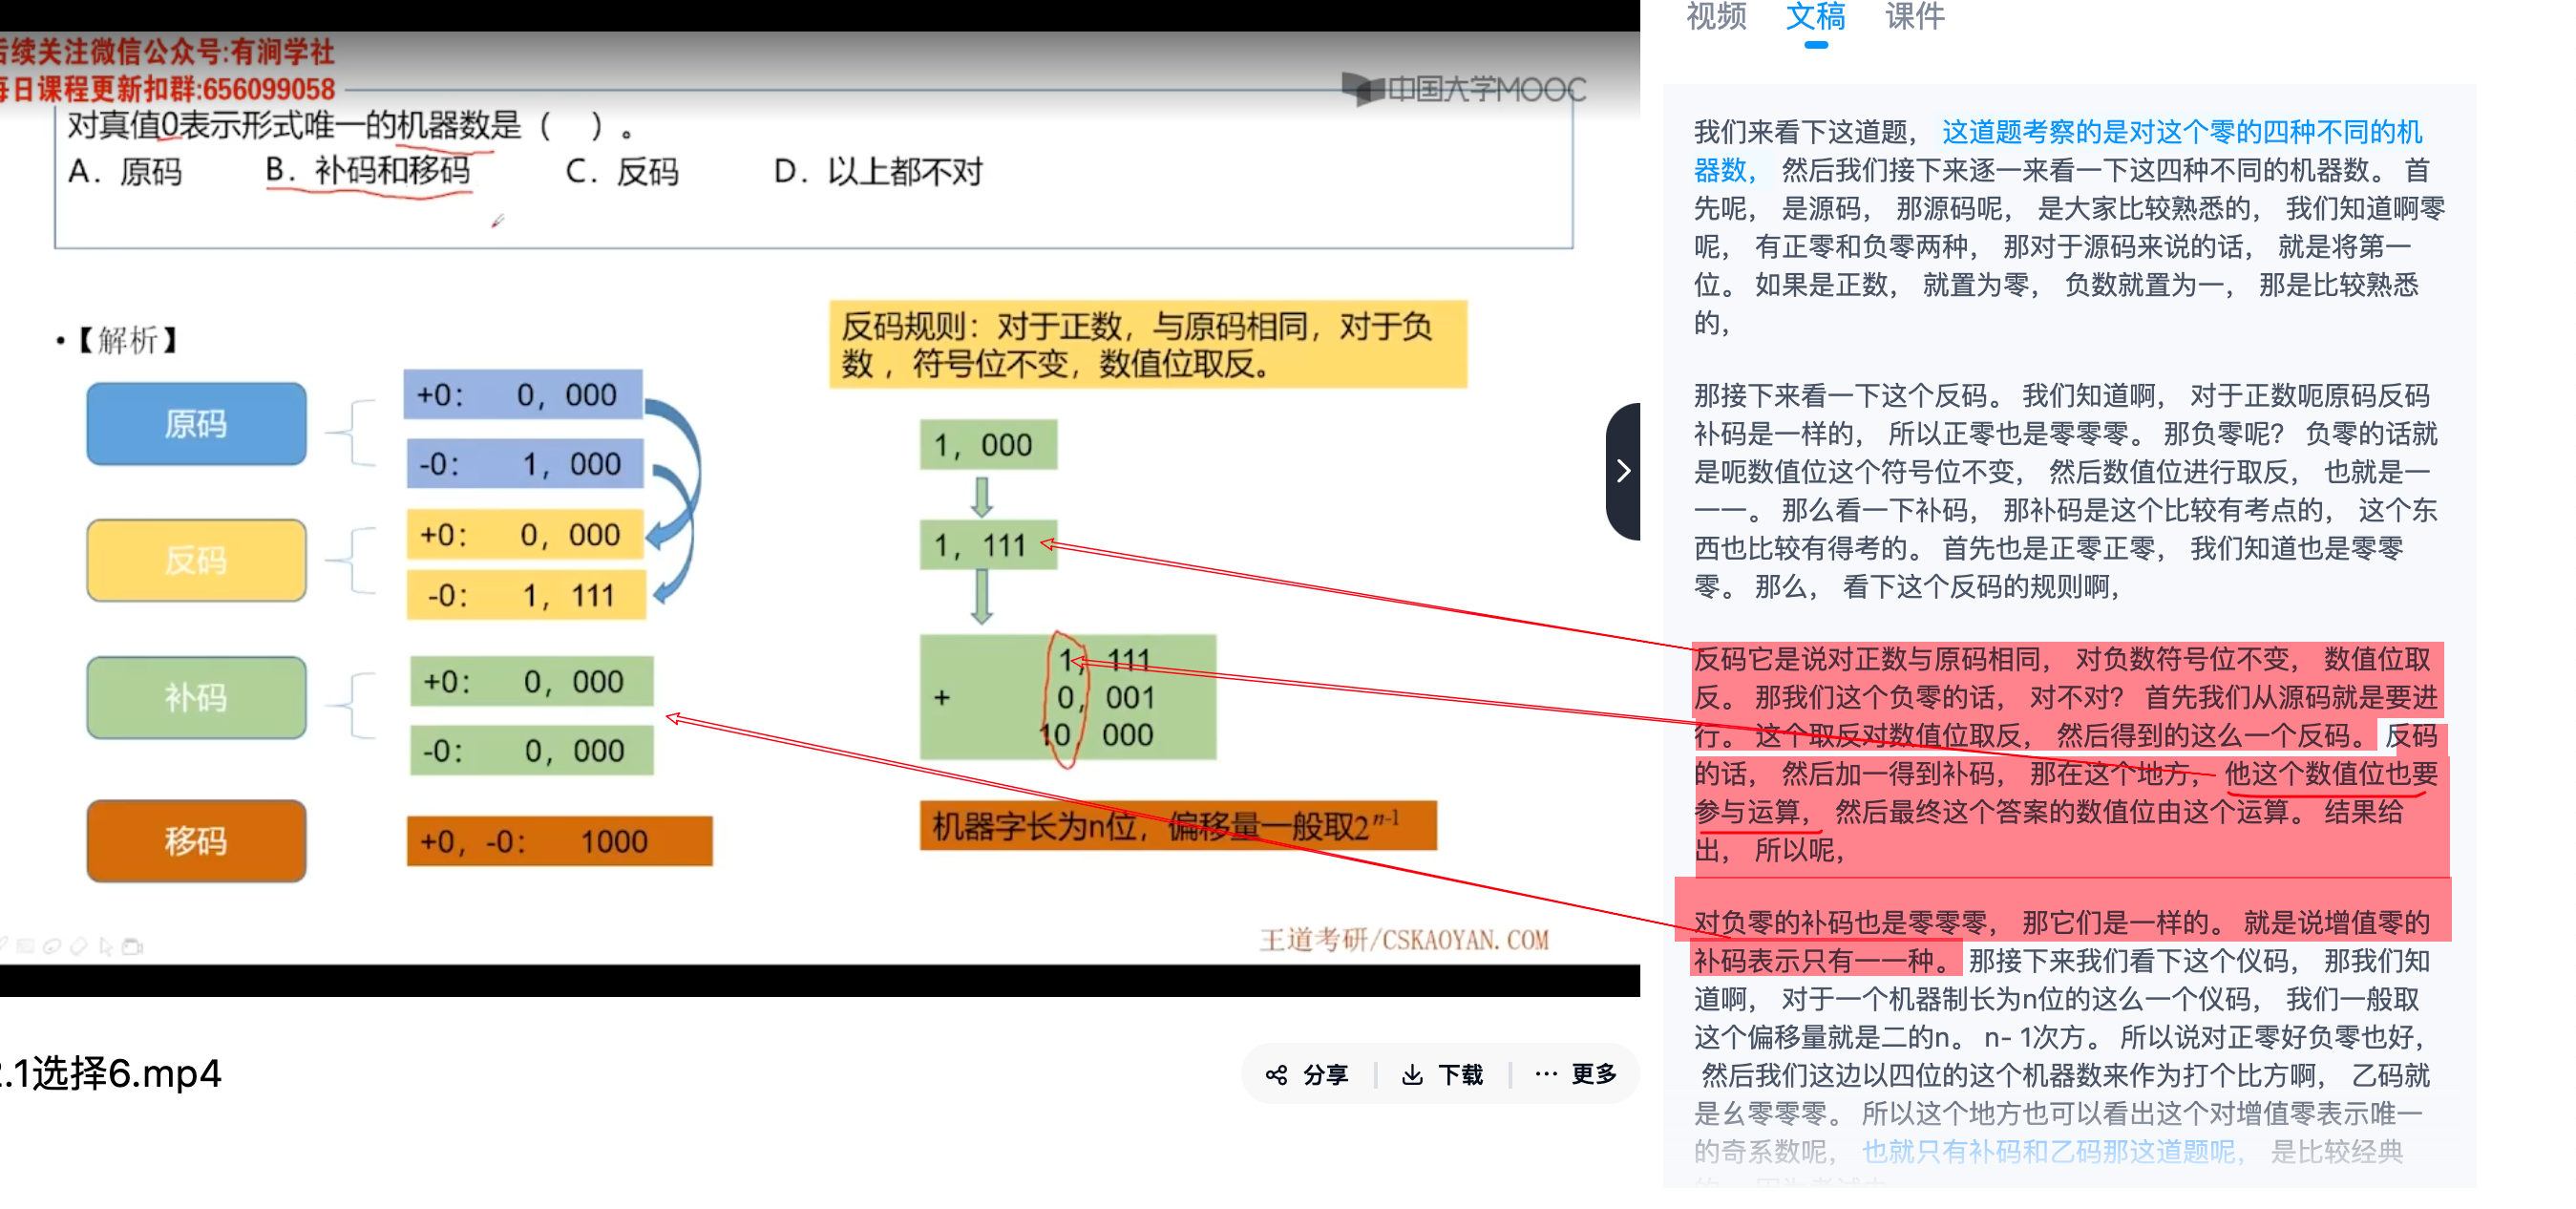 后续关注微信公众号:有涧学社
每日课程更新扣群:656099058
中国大学MOOC
对真值0表示形式唯一的机器数是（ ）。
A. 原码 B. 补码和移码 C. 反码 D. 以上都不对
•【解析】
反码规则：对于正数，与原码相同，对于负
数，符号位不变，数值位取反。
原码
+0： 0，000
-0： 1，000
反码
+0： 0，000
-0： 1，111
补码
+0： 0，000
-0： 0，000
移码
+0，-0： 1000
1，000
1，111
1，111
+ 0，001
10，000
机器字长为n位，偏移量一般取2ⁿ⁻¹
王道考研/CSKAOYAN.COM
2.1选择6.mp4
分享
下载
更多
视频 文稿 课件
我们来看下这道题， 这道题考察的是对这个零的四种不同的机
器数， 然后我们接下来逐一来看一下这四种不同的机器数。 首
先呢， 是源码， 那源码呢， 是大家比较熟悉的， 我们知道啊零
呢， 有正零和负零两种， 那对于源码来说的话， 就是将第一
位。 如果是正数， 就置为零， 负数就置为一， 那是比较熟悉
的，
那接下来看一下这个反码。 我们知道啊， 对于正数呃原码反码
补码是一样的， 所以正零也是零零零。 那负零呢？ 负零的话就
是呃数值位这个符号位不变， 然后数值位进行取反， 也就是一
一一。 那么看一下补码， 那补码是这个比较有考点的， 这个东
西也比较有得考的。 首先也是正零正零， 我们知道也是零零
零。 那么， 看下这个反码的规则啊，
反码它是说对正数与原码相同， 对负数符号位不变， 数值位取
反。 那我们这个负零的话， 对不对？ 首先我们从源码就是要进
行。 这个取反对数值位取反， 然后得到的这么一个反码。 反码
的话， 然后加一得到补码， 那在这个地方， 他这个数值位也要
参与运算， 然后最终这个答案的数值位由这个运算。 结果给
出， 所以呢，
对负零的补码也是零零零， 那它们是一样的。 就是说增值零的
补码表示只有一一种。 那接下来我们看下这个仪码， 那我们知
道啊， 对于一个机器制长为n位的这么一个仪码， 我们一般取
这个偏移量就是二的n。 n- 1次方。 所以说对正零好负零也好，
然后我们这边以四位的这个机器数来作为打个比方啊， 乙码就
是幺零零零。 所以这个地方也可以看出这个对增值零表示唯一
的奇系数呢， 也就只有补码和乙码那这道题呢， 是比较经典